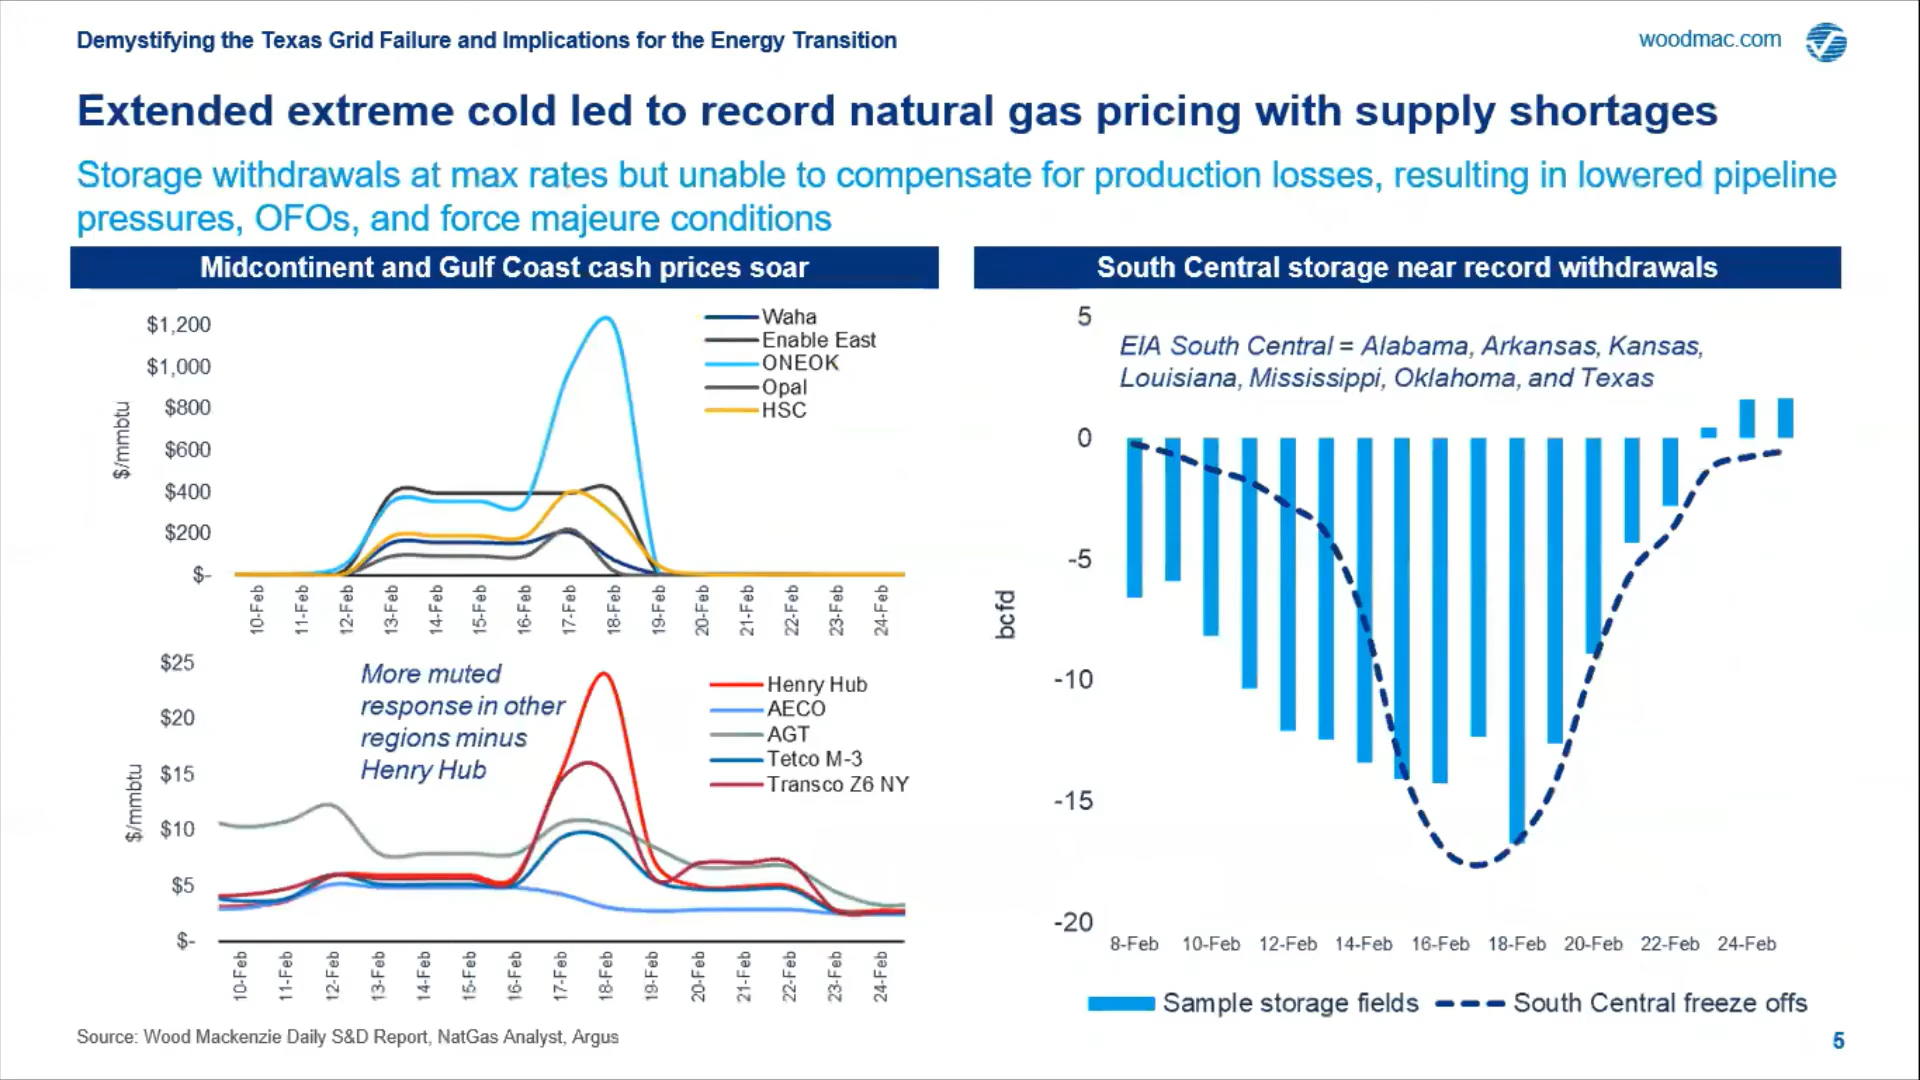 Demystifying the Texas Grid Failure and Implications for the Energy Transition
woodmac.com
Extended extreme cold led to record natural gas pricing with supply shortages
Storage withdrawals at max rates but unable to compensate for production losses, resulting in lowered pipeline
pressures, OFOs, and force majeure conditions
Midcontinent and Gulf Coast cash prices soar
$1,200
$1,000
$800
$600
$400
$200
$-
$/mmbtu
Waha
Enable East
ONEOK
Opal
HSC
10-Feb
11-Feb
12-Feb
13-Feb
14-Feb
15-Feb
16-Feb
17-Feb
18-Feb
19-Feb
20-Feb
21-Feb
22-Feb
23-Feb
24-Feb
$25
$20
$15
$10
$5
$-
$/mmbtu
More muted
response in other
regions minus
Henry Hub
Henry Hub
AECO
AGT
Tetco M-3
Transco Z6 NY
10-Feb
11-Feb
12-Feb
13-Feb
14-Feb
15-Feb
16-Feb
17-Feb
18-Feb
19-Feb
20-Feb
21-Feb
22-Feb
23-Feb
24-Feb
South Central storage near record withdrawals
5
0
-5
-10
-15
-20
bcfd
EIA South Central = Alabama, Arkansas, Kansas,
Louisiana, Mississippi, Oklahoma, and Texas
8-Feb
10-Feb
12-Feb
14-Feb
16-Feb
18-Feb
20-Feb
22-Feb
24-Feb
Sample storage fields
South Central freeze offs
Source: Wood Mackenzie Daily S&D Report, NatGas Analyst, Argus
5